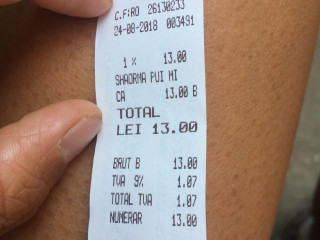 C.F:RO 26130233
24-08-2018 003491
1 X 13.00
SHAORMA PUI MI
CA 13.00 B
TOTAL
LEI 13.00
BRUT B 13.00
TVA 9% 1.07
TOTAL TVA 1.07
NUMERAR 13.00